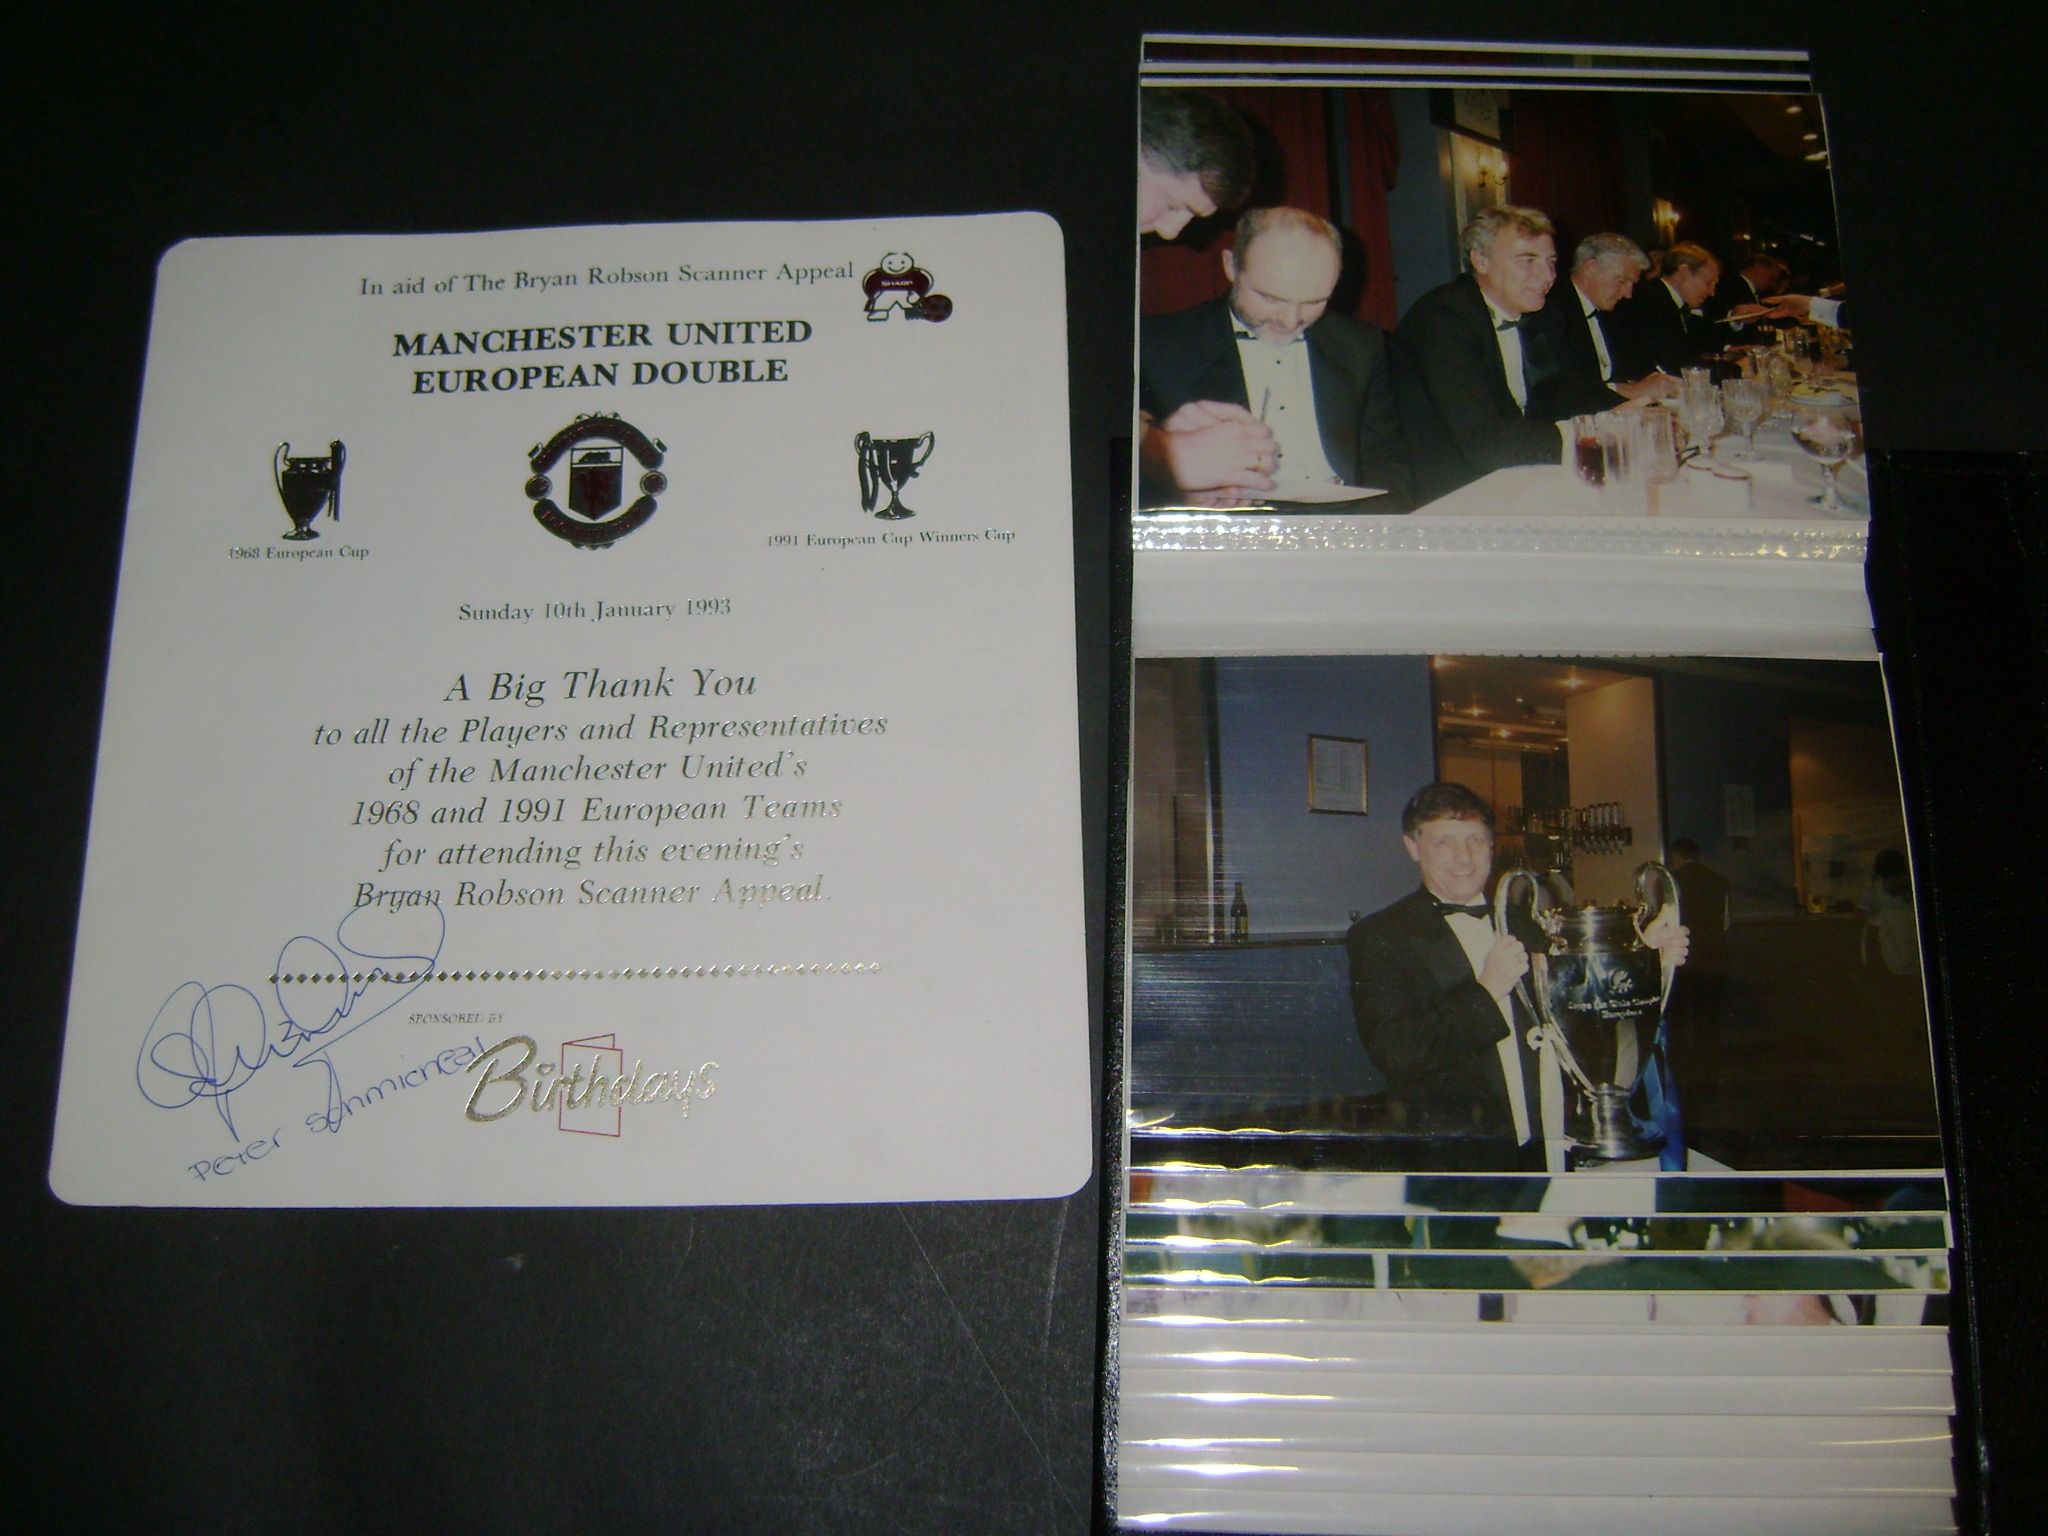 In aid of The Bryan Robson Scanner Appeal
SHARP
MANCHESTER UNITED
EUROPEAN DOUBLE
1968 European Cup
1991 European Cup Winners Cup
Sunday 10th January 1993
A Big Thank You
to all the Players and Representatives
of the Manchester United's
1968 and 1991 European Teams
for attending this evening's
Bryan Robson Scanner Appeal.
SPONSORED BY
Birthdays
Peter